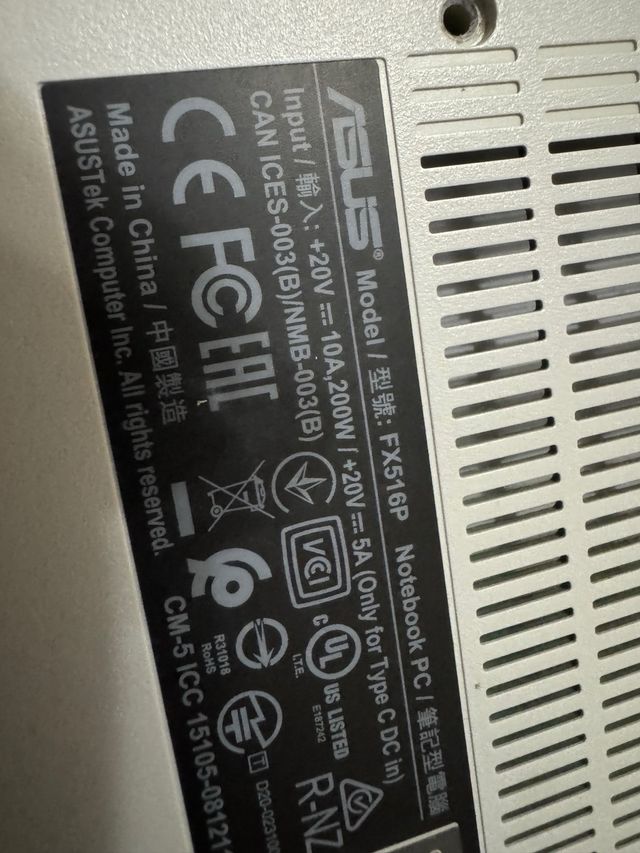 ASUS® Model / 型號: FX516P Notebook PC / 筆記型電腦
Input / 輸入: +20V ⎓ 10A,200W / +20V ⎓ 5A (Only for Type C DC in)
CAN ICES-003(B)/NMB-003(B)
CE FC EAC
VCI
c UL US LISTED
I.T.E. E187242
R-NZ
R31018
RoHS
T
Made in China / 中國製造
ASUSTek Computer Inc. All rights reserved.
CM-5 ICC 15105-081214